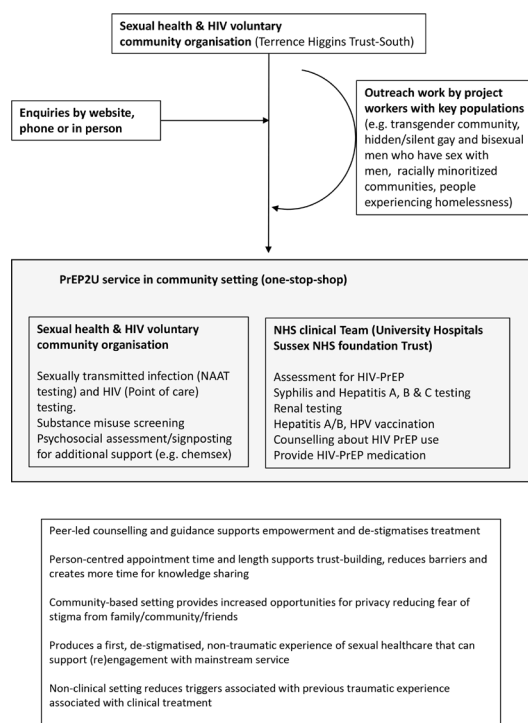 Sexual health & HIV voluntary
community organisation (Terrence Higgins Trust-South)
Enquiries by website,
phone or in person
Outreach work by project
workers with key populations
(e.g. transgender community,
hidden/silent gay and bisexual
men who have sex with
men, racially minoritized
communities, people
experiencing homelessness)
PrEP2U service in community setting (one-stop-shop)
Sexual health & HIV voluntary
community organisation
Sexually transmitted infection (NAAT
testing) and HIV (Point of care)
testing.
Substance misuse screening
Psychosocial assessment/signposting
for additional support (e.g. chemsex)
NHS clinical Team (University Hospitals
Sussex NHS foundation Trust)
Assessment for HIV-PrEP
Syphilis and Hepatitis A, B & C testing
Renal testing
Hepatitis A/B, HPV vaccination
Counselling about HIV PrEP use
Provide HIV-PrEP medication
Peer-led counselling and guidance supports empowerment and de-stigmatises treatment
Person-centred appointment time and length supports trust-building, reduces barriers and
creates more time for knowledge sharing
Community-based setting provides increased opportunities for privacy reducing fear of
stigma from family/community/friends
Produces a first, de-stigmatised, non-traumatic experience of sexual healthcare that can
support (re)engagement with mainstream service
Non-clinical setting reduces triggers associated with previous traumatic experience
associated with clinical treatment